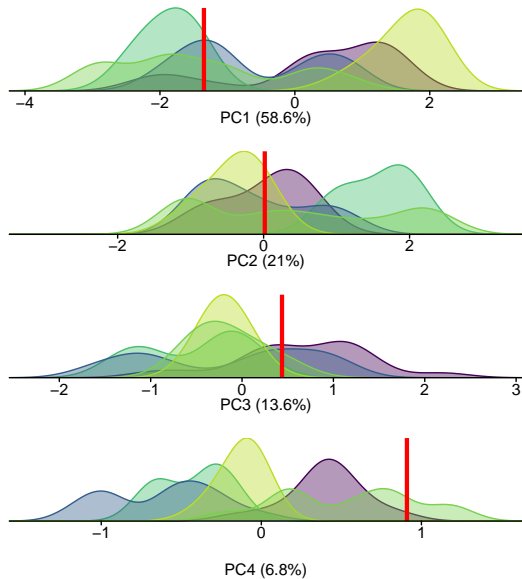 −4 −2 0 2
PC1 (58.6%)
−2 0 2
PC2 (21%)
−2 −1 0 1 2 3
PC3 (13.6%)
−1 0 1
PC4 (6.8%)